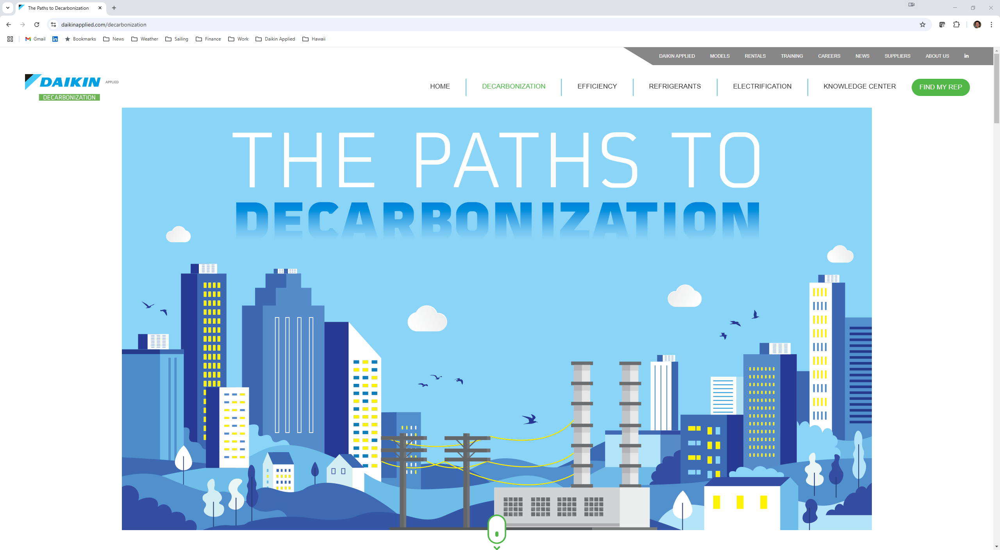 The Paths to Decarbonization
daikinapplied.com/decarbonization
Gmail
Bookmarks
News
Weather
Sailing
Finance
Work
Daikin Applied
Hawaii
DAIKIN APPLIED
MODELS
RENTALS
TRAINING
CAREERS
NEWS
SUPPLIERS
ABOUT US
in
DAIKIN APPLIED
DECARBONIZATION
HOME
DECARBONIZATION
EFFICIENCY
REFRIGERANTS
ELECTRIFICATION
KNOWLEDGE CENTER
FIND MY REP
THE PATHS TO
DECARBONIZATION